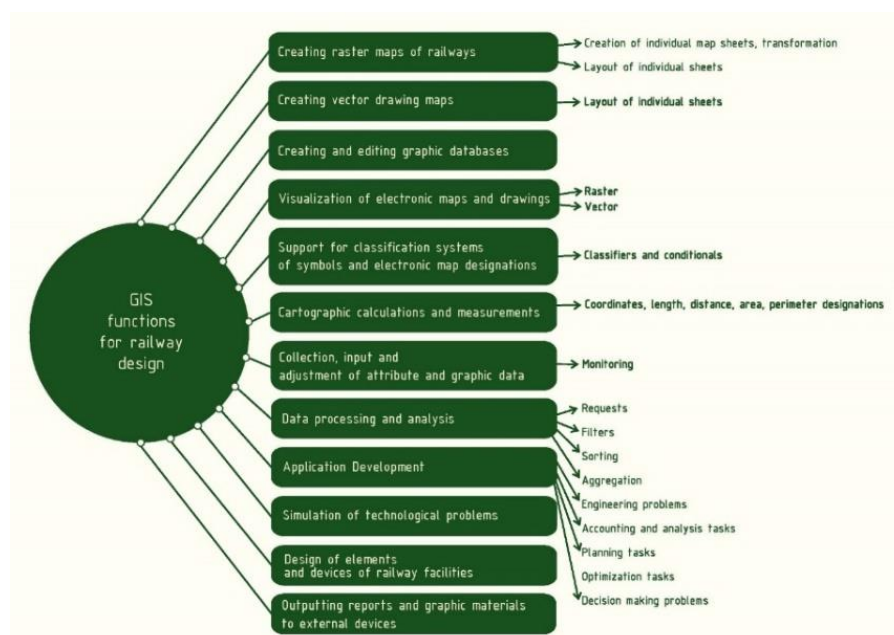 GIS
functions
for railway
design
Creating raster maps of railways
Creation of individual map sheets, transformation
Layout of individual sheets
Creating vector drawing maps
Layout of individual sheets
Creating and editing graphic databases
Visualization of electronic maps and drawings
Raster
Vector
Support for classification systems
of symbols and electronic map designations
Classifiers and conditionals
Cartographic calculations and measurements
Coordinates, length, distance, area, perimeter designations
Collection, input and
adjustment of attribute and graphic data
Monitoring
Data processing and analysis
Requests
Filters
Sorting
Aggregation
Application Development
Engineering problems
Accounting and analysis tasks
Planning tasks
Optimization tasks
Decision making problems
Simulation of technological problems
Design of elements
and devices of railway facilities
Outputting reports and graphic materials
to external devices